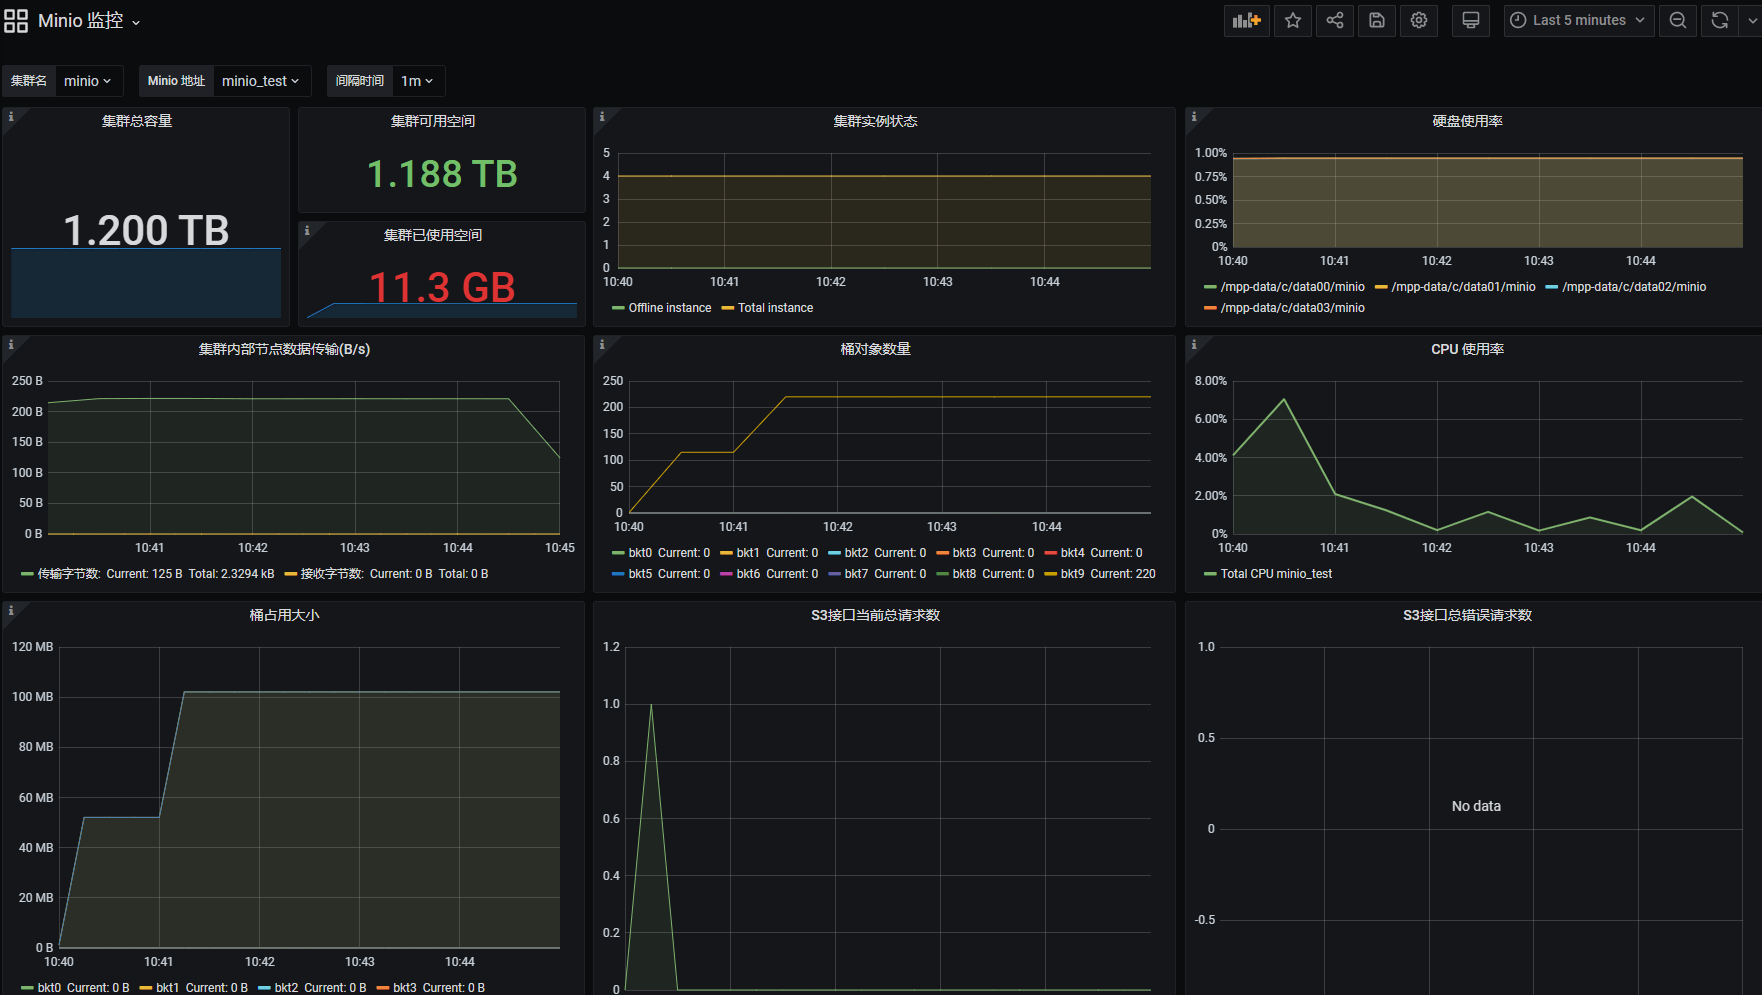 Minio 监控
Last 5 minutes
集群名 minio
Minio 地址 minio_test
间隔时间 1m
集群总容量
1.200 TB
集群可用空间
1.188 TB
集群已使用空间
11.3 GB
集群实例状态
5
4
3
2
1
0
10:40 10:41 10:42 10:43 10:44
Offline instance Total instance
硬盘使用率
1.00%
0.75%
0.50%
0.25%
0%
10:40 10:41 10:42 10:43 10:44
/mpp-data/c/data00/minio /mpp-data/c/data01/minio /mpp-data/c/data02/minio
/mpp-data/c/data03/minio
集群内部节点数据传输(B/s)
250 B
200 B
150 B
100 B
50 B
0 B
10:41 10:42 10:43 10:44 10:45
传输字节数: Current: 125 B Total: 2.3294 kB 接收字节数: Current: 0 B Total: 0 B
桶对象数量
250
200
150
100
50
0
10:40 10:41 10:42 10:43 10:44
bkt0 Current: 0 bkt1 Current: 0 bkt2 Current: 0 bkt3 Current: 0 bkt4 Current: 0
bkt5 Current: 0 bkt6 Current: 0 bkt7 Current: 0 bkt8 Current: 0 bkt9 Current: 220
CPU 使用率
8.00%
6.00%
4.00%
2.00%
0%
10:40 10:41 10:42 10:43 10:44
Total CPU minio_test
桶占用大小
120 MB
100 MB
80 MB
60 MB
40 MB
20 MB
0 B
10:40 10:41 10:42 10:43 10:44
bkt0 Current: 0 B bkt1 Current: 0 B bkt2 Current: 0 B bkt3 Current: 0 B
S3接口当前总请求数
1.2
1.0
0.8
0.6
0.4
0.2
0
S3接口总错误请求数
1.0
0.5
0
-0.5
No data